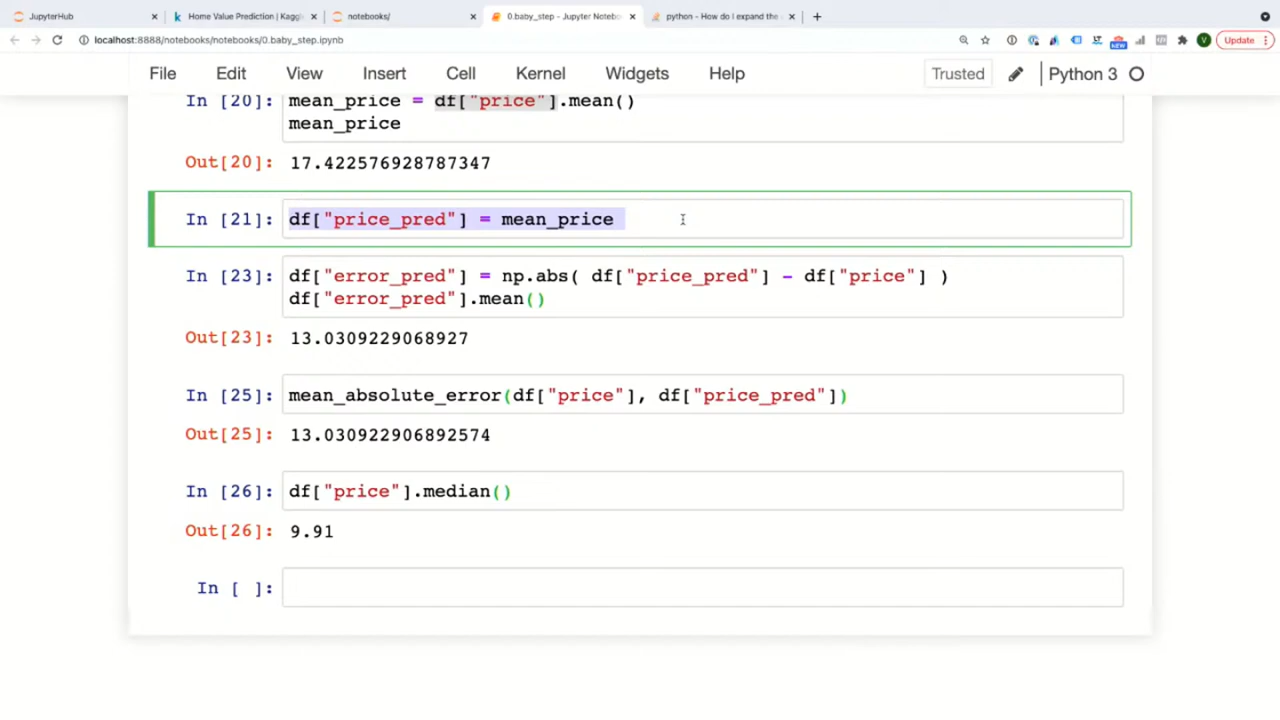 JupyterHub
Home Value Prediction | Kaggl
notebooks/
0.baby_step - Jupyter Notebo
python - How do I expand the
localhost:8888/notebooks/notebooks/0.baby_step.ipynb
NEW
V
Update
File Edit View Insert Cell Kernel Widgets Help
Trusted
Python 3
In [20]: mean_price = df["price"].mean()
mean_price
Out[20]: 17.422576928787347
In [21]: df["price_pred"] = mean_price
In [23]: df["error_pred"] = np.abs( df["price_pred"] - df["price"] )
df["error_pred"].mean()
Out[23]: 13.0309229068927
In [25]: mean_absolute_error(df["price"], df["price_pred"])
Out[25]: 13.030922906892574
In [26]: df["price"].median()
Out[26]: 9.91
In [ ]: